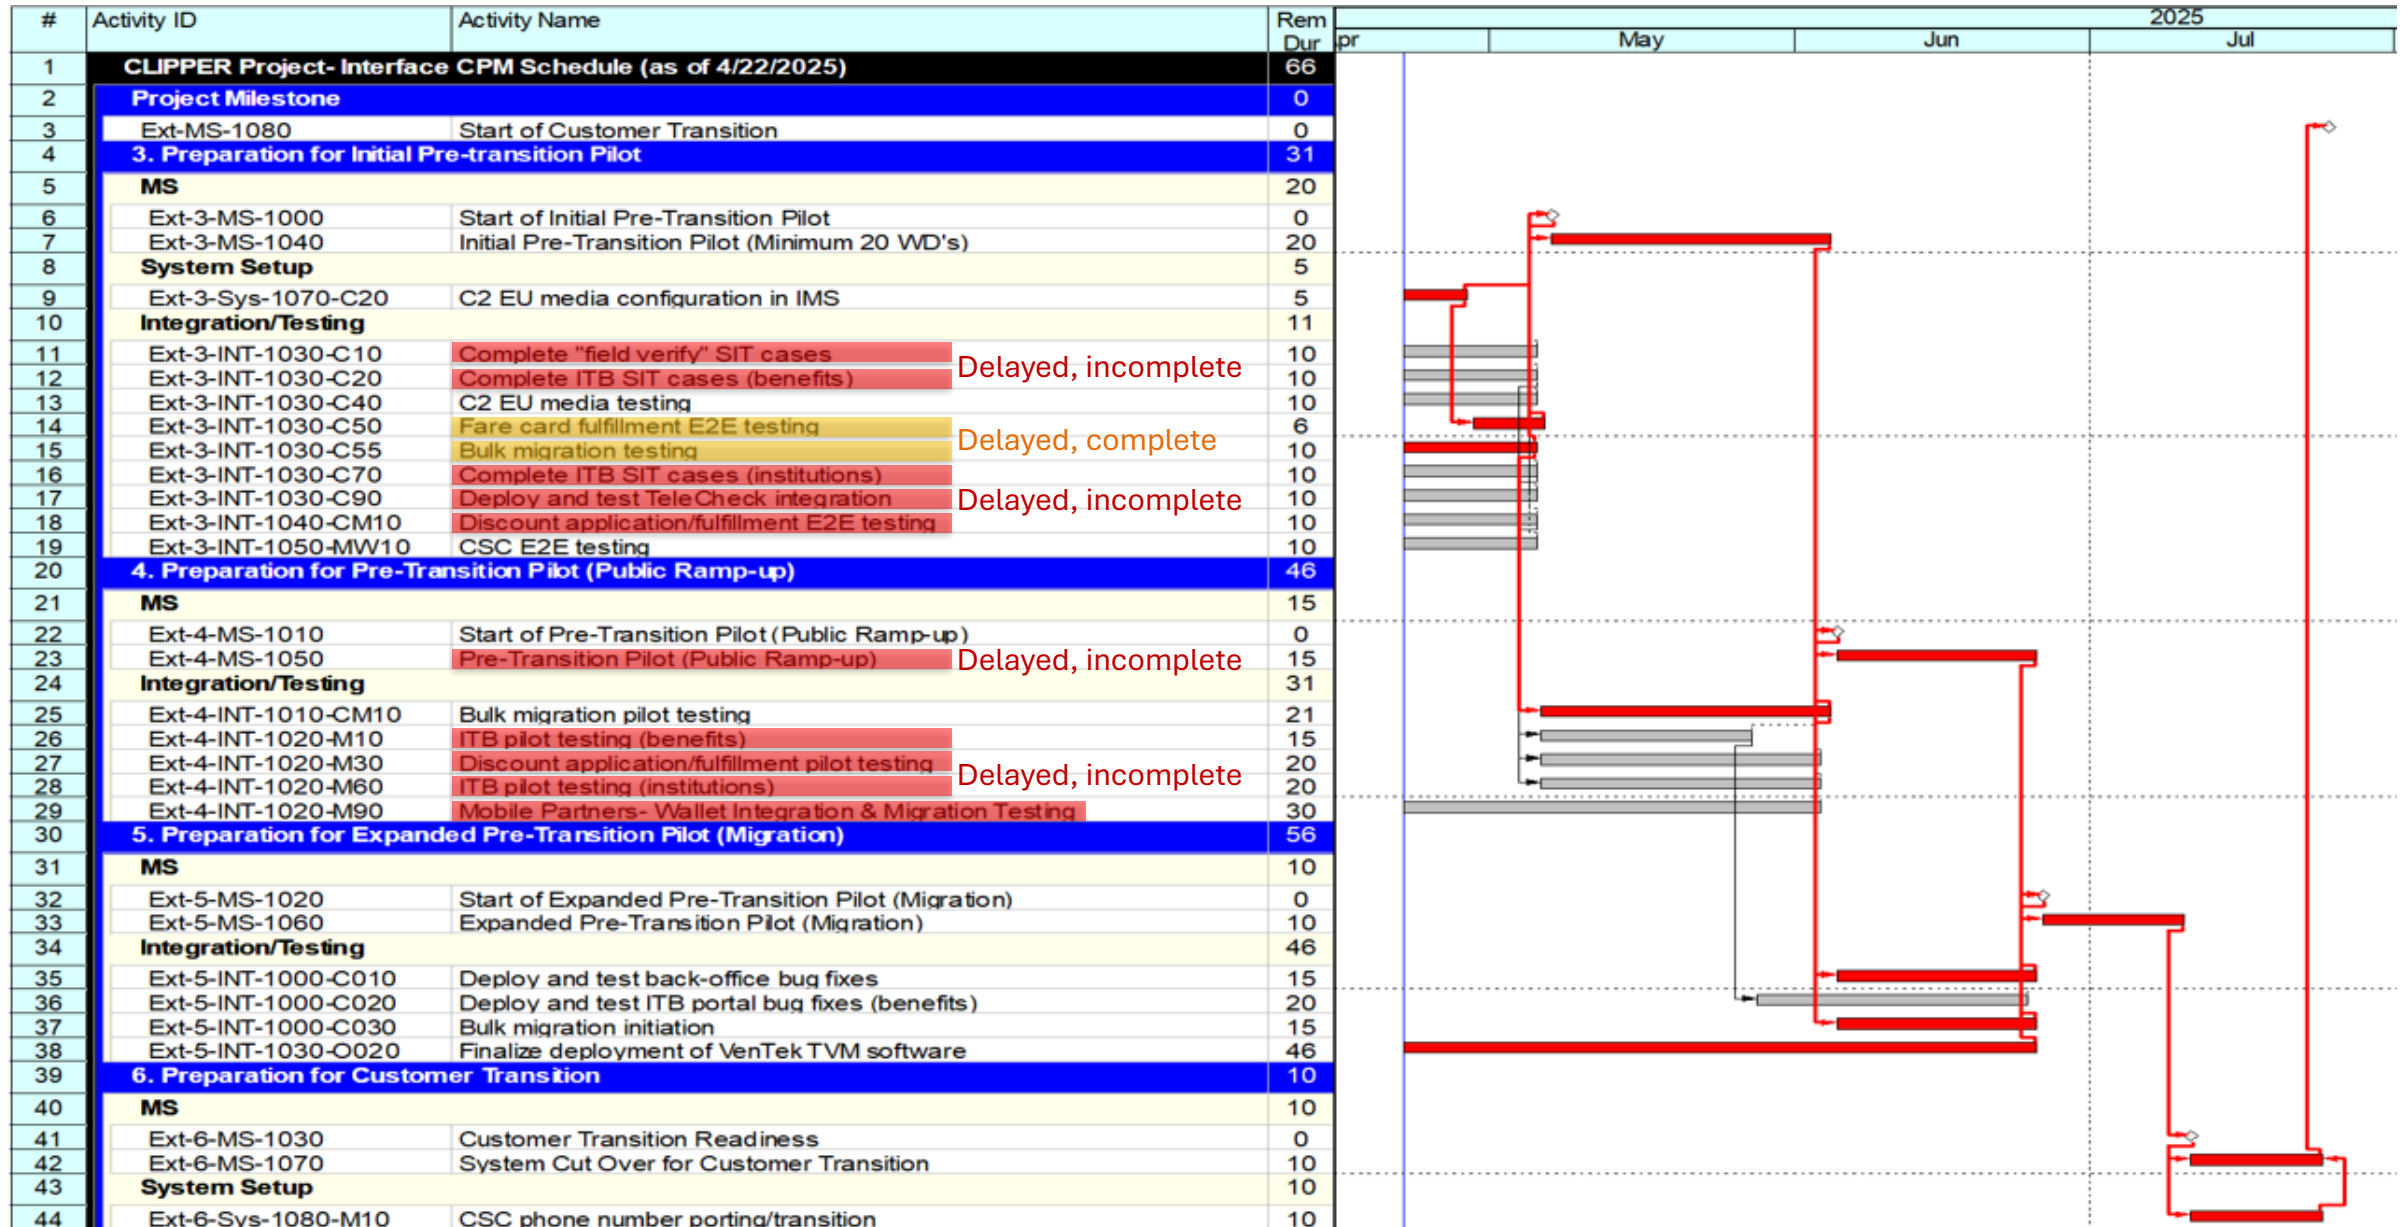 # Activity ID Activity Name Rem Dur 2025
pr May Jun Jul
1 CLIPPER Project- Interface CPM Schedule (as of 4/22/2025) 66
2 Project Milestone 0
3 Ext-MS-1080 Start of Customer Transition 0
4 3. Preparation for Initial Pre-transition Pilot 31
5 MS 20
6 Ext-3-MS-1000 Start of Initial Pre-Transition Pilot 0
7 Ext-3-MS-1040 Initial Pre-Transition Pilot (Minimum 20 WD's) 20
8 System Setup 5
9 Ext-3-Sys-1070-C20 C2 EU media configuration in IMS 5
10 Integration/Testing 11
11 Ext-3-INT-1030-C10 Complete "field verify" SIT cases 10
Delayed, incomplete
12 Ext-3-INT-1030-C20 Complete ITB SIT cases (benefits) 10
13 Ext-3-INT-1030-C40 C2 EU media testing 10
14 Ext-3-INT-1030-C50 Fare card fulfillment E2E testing 6
Delayed, complete
15 Ext-3-INT-1030-C55 Bulk migration testing 10
16 Ext-3-INT-1030-C70 Complete ITB SIT cases (institutions) 10
17 Ext-3-INT-1030-C90 Deploy and test TeleCheck integration Delayed, incomplete 10
18 Ext-3-INT-1040-CM10 Discount application/fulfillment E2E testing 10
19 Ext-3-INT-1050-MW10 CSC E2E testing 10
20 4. Preparation for Pre-Transition Pilot (Public Ramp-up) 46
21 MS 15
22 Ext-4-MS-1010 Start of Pre-Transition Pilot (Public Ramp-up) 0
23 Ext-4-MS-1050 Pre-Transition Pilot (Public Ramp-up) Delayed, incomplete 15
24 Integration/Testing 31
25 Ext-4-INT-1010-CM10 Bulk migration pilot testing 21
26 Ext-4-INT-1020-M10 ITB pilot testing (benefits) 15
27 Ext-4-INT-1020-M30 Discount application/fulfillment pilot testing 20
Delayed, incomplete
28 Ext-4-INT-1020-M60 ITB pilot testing (institutions) 20
29 Ext-4-INT-1020-M90 Mobile Partners- Wallet Integration & Migration Testing 30
30 5. Preparation for Expanded Pre-Transition Pilot (Migration) 56
31 MS 10
32 Ext-5-MS-1020 Start of Expanded Pre-Transition Pilot (Migration) 0
33 Ext-5-MS-1060 Expanded Pre-Transition Pilot (Migration) 10
34 Integration/Testing 46
35 Ext-5-INT-1000-C010 Deploy and test back-office bug fixes 15
36 Ext-5-INT-1000-C020 Deploy and test ITB portal bug fixes (benefits) 20
37 Ext-5-INT-1000-C030 Bulk migration initiation 15
38 Ext-5-INT-1030-O020 Finalize deployment of VenTek TVM software 46
39 6. Preparation for Customer Transition 10
40 MS 10
41 Ext-6-MS-1030 Customer Transition Readiness 0
42 Ext-6-MS-1070 System Cut Over for Customer Transition 10
43 System Setup 10
44 Ext-6-Sys-1080-M10 CSC phone number porting/transition 10